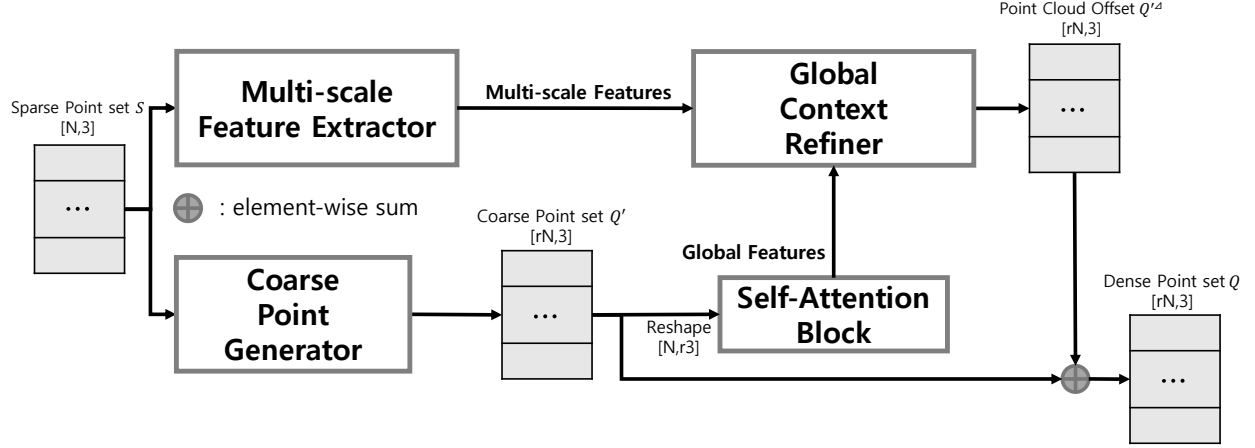 Sparse Point set S
[N,3]
...
Multi-scale
Feature Extractor
Multi-scale Features
Global
Context
Refiner
Point Cloud Offset Q'^Δ
[rN,3]
...
: element-wise sum
Coarse
Point
Generator
Coarse Point set Q'
[rN,3]
...
Reshape
[N,r3]
Global Features
Self-Attention
Block
Dense Point set Q
[rN,3]
...